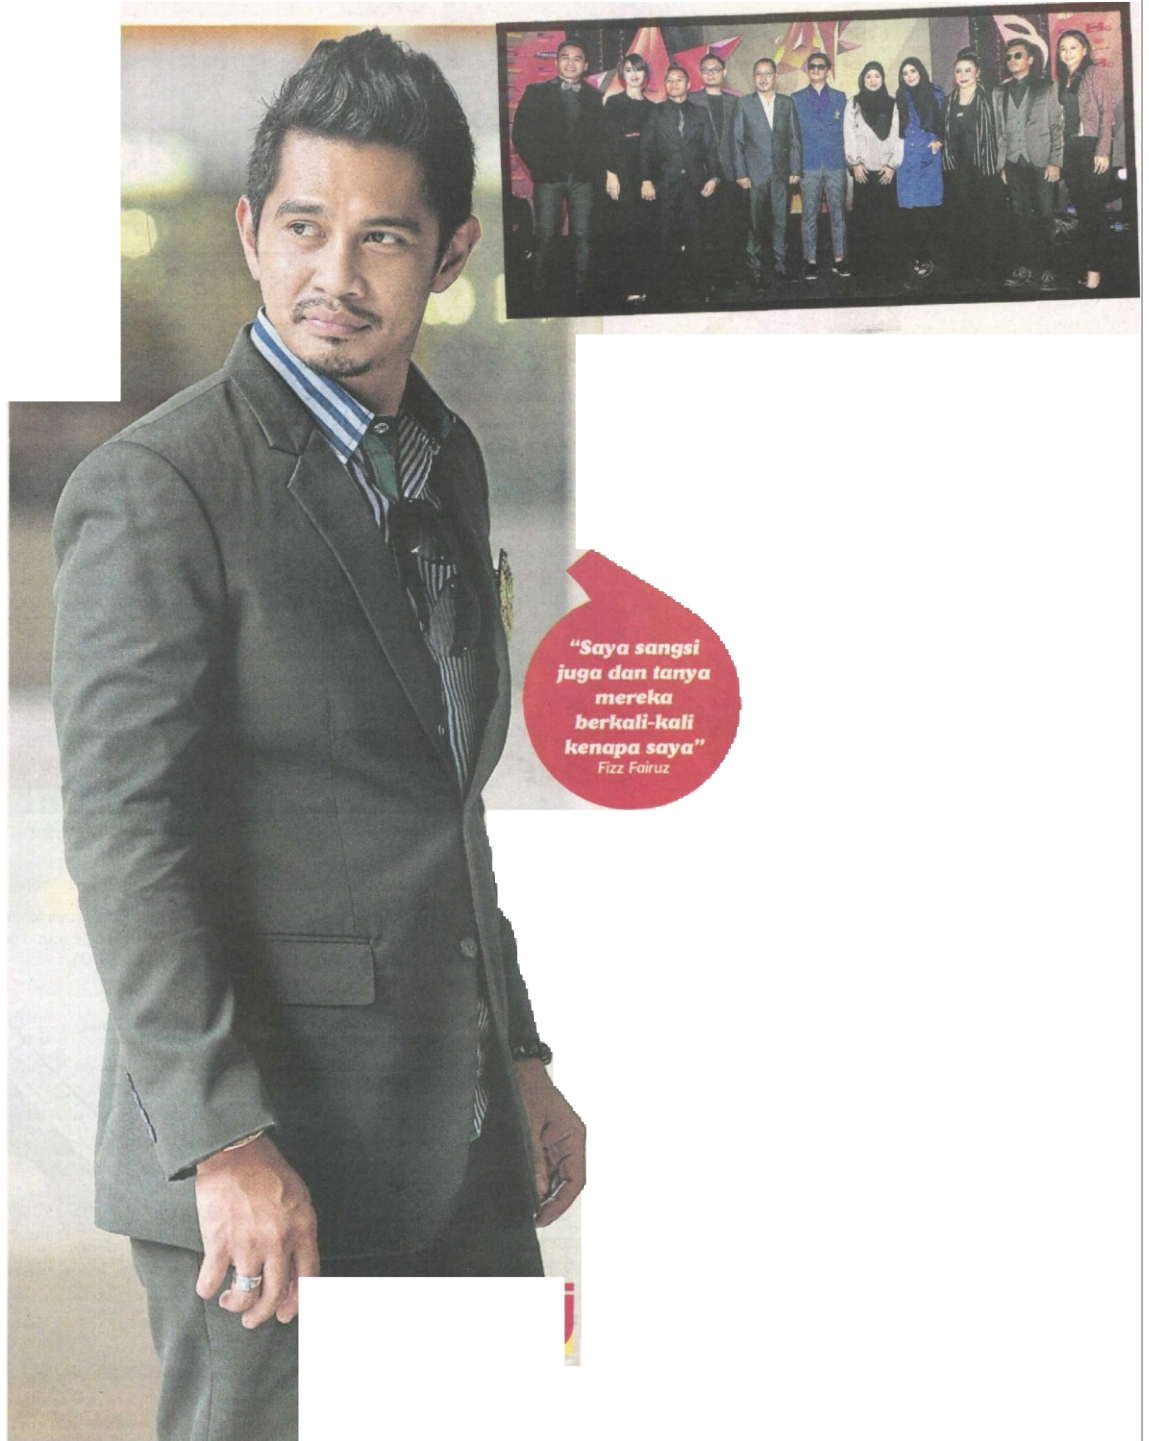 “Saya sangsi
juga dan tanya
mereka
berkali-kali
kenapa saya”
Fizz Fairuz